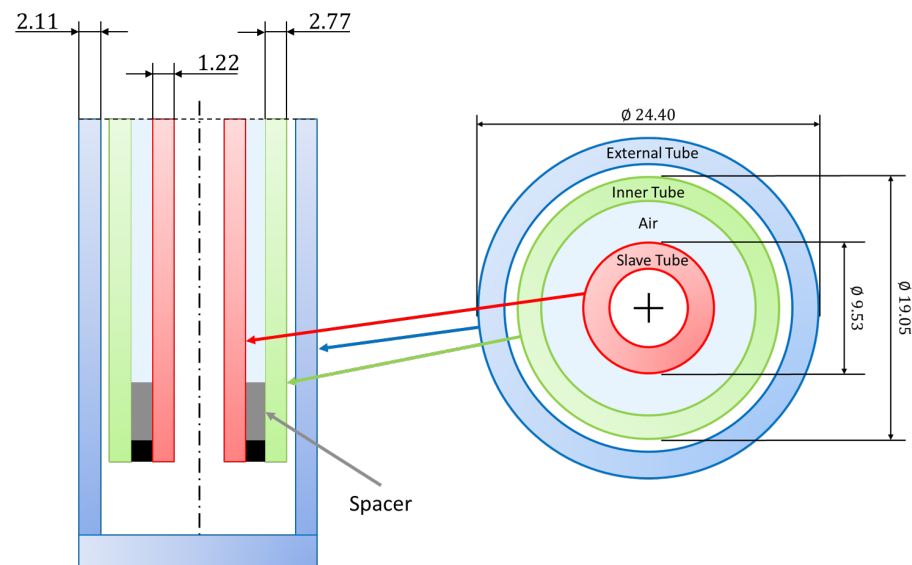 2.11
2.77
1.22
Ø 24.40
External Tube
Inner Tube
Air
Slave Tube
Ø 9.53
Ø 19.05
Spacer